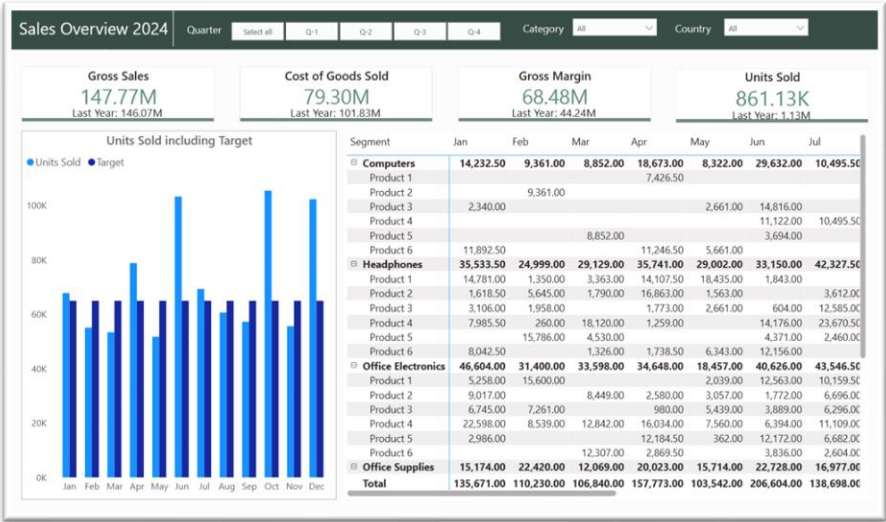 Sales Overview 2024 Quarter Select all Q-1 Q-2 Q-3 Q-4 Category All Country All
Gross Sales
147.77M
Last Year: 146.07M
Cost of Goods Sold
79.30M
Last Year: 101.83M
Gross Margin
68.48M
Last Year: 44.24M
Units Sold
861.13K
Last Year: 1.13M
Units Sold including Target
Units Sold Target
100K
80K
60K
40K
20K
0K
Jan Feb Mar Apr May Jun Jul Aug Sep Oct Nov Dec
Segment Jan Feb Mar Apr May Jun Jul
Computers 14,232.50 9,361.00 8,852.00 18,673.00 8,322.00 29,632.00 10,495.50
Product 1 7,426.50
Product 2 9,361.00
Product 3 2,340.00 2,661.00 14,816.00
Product 4 11,122.00 10,495.50
Product 5 8,852.00 3,694.00
Product 6 11,892.50 11,246.50 5,661.00
Headphones 35,533.50 24,999.00 29,129.00 35,741.00 29,002.00 33,150.00 42,327.50
Product 1 14,781.00 1,350.00 3,363.00 14,107.50 18,435.00 1,843.00
Product 2 1,618.50 5,645.00 1,790.00 16,863.00 1,563.00 3,612.00
Product 3 3,106.00 1,958.00 1,773.00 2,661.00 604.00 12,585.00
Product 4 7,985.50 260.00 18,120.00 1,259.00 14,176.00 23,670.50
Product 5 15,786.00 4,530.00 4,371.00 2,460.00
Product 6 8,042.50 1,326.00 1,738.50 6,343.00 12,156.00
Office Electronics 46,604.00 31,400.00 33,598.00 34,648.00 18,457.00 40,626.00 43,546.50
Product 1 5,258.00 15,600.00 2,039.00 12,563.00 10,159.50
Product 2 9,017.00 8,449.00 2,580.00 3,057.00 1,772.00 6,696.00
Product 3 6,745.00 7,261.00 980.00 5,439.00 3,889.00 6,296.00
Product 4 22,598.00 8,539.00 12,842.00 16,034.00 7,560.00 6,394.00 11,109.00
Product 5 2,986.00 12,184.50 362.00 12,172.00 6,682.00
Product 6 12,307.00 2,869.50 3,836.00 2,604.00
Office Supplies 15,174.00 22,420.00 12,069.00 20,023.00 15,714.00 22,728.00 16,977.00
Total 135,671.00 110,230.00 106,840.00 157,773.00 103,542.00 206,604.00 138,698.00